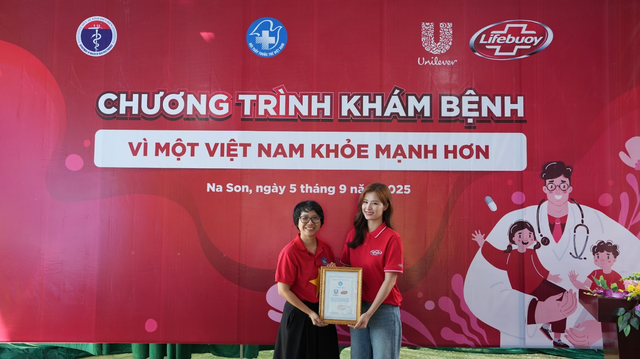 Unilever
Lifebuoy
CHƯƠNG TRÌNH KHÁM BỆNH
VÌ MỘT VIỆT NAM KHỎE MẠNH HƠN
Na Son, ngày 5 tháng 9 năm 2025